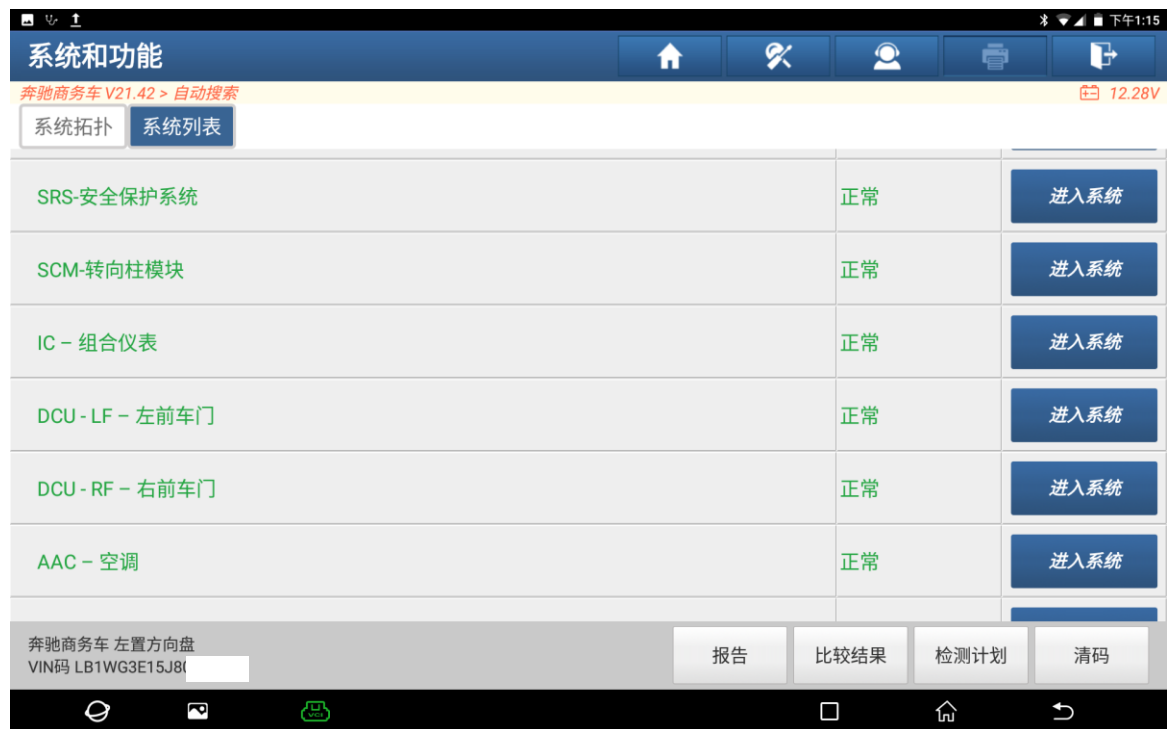 下午1:15
系统和功能
奔驰商务车 V21.42 > 自动搜索
12.28V
系统拓扑
系统列表
SRS-安全保护系统 正常 进入系统
SCM-转向柱模块 正常 进入系统
IC – 组合仪表 正常 进入系统
DCU - LF – 左前车门 正常 进入系统
DCU - RF – 右前车门 正常 进入系统
AAC – 空调 正常 进入系统
奔驰商务车 左置方向盘
VIN码 LB1WG3E15J8
报告 比较结果 检测计划 清码
VCI